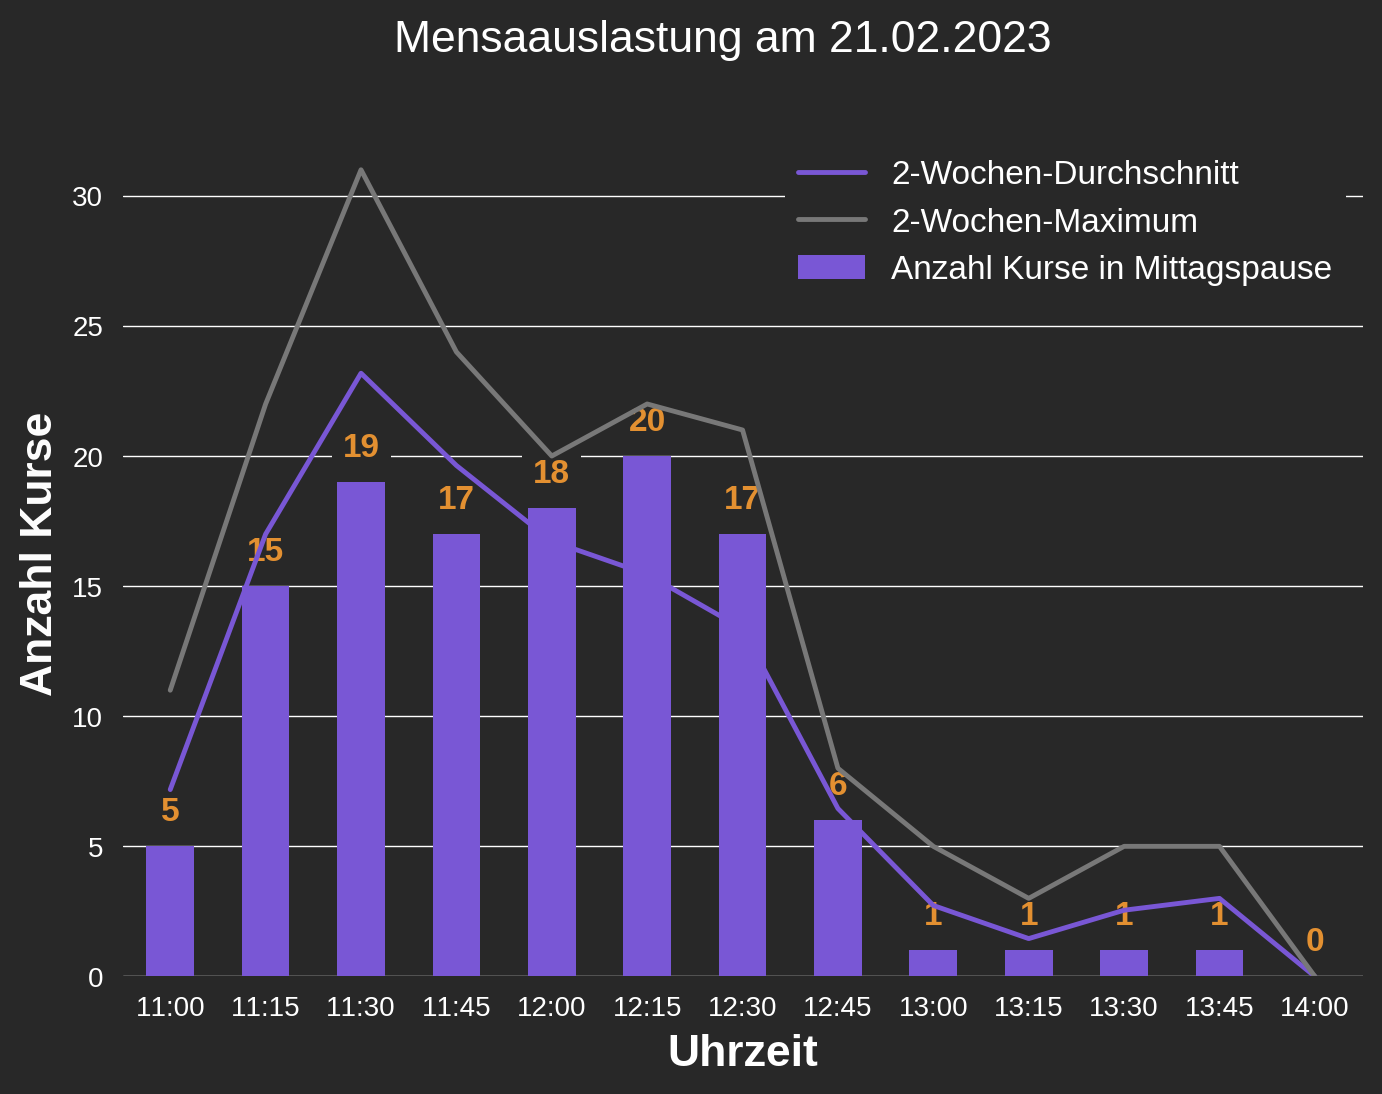 Mensaauslastung am 21.02.2023
2-Wochen-Durchschnitt
2-Wochen-Maximum
Anzahl Kurse in Mittagspause
Anzahl Kurse
30
25
20
15
10
5
0
5
15
19
17
18
20
17
6
1
1
1
1
0
11:00 11:15 11:30 11:45 12:00 12:15 12:30 12:45 13:00 13:15 13:30 13:45 14:00
Uhrzeit